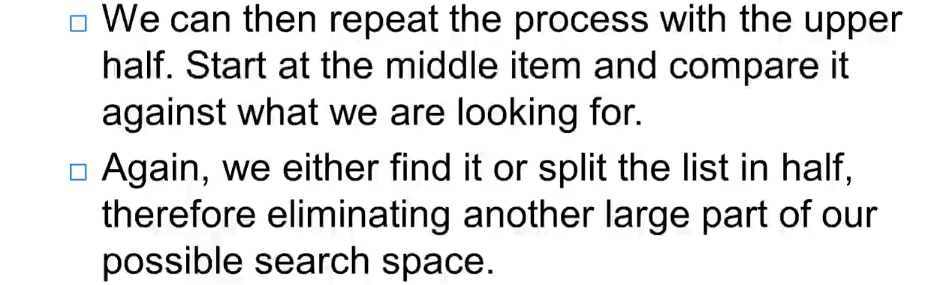 We can then repeat the process with the upper
half. Start at the middle item and compare it
against what we are looking for.
Again, we either find it or split the list in half,
therefore eliminating another large part of our
possible search space.